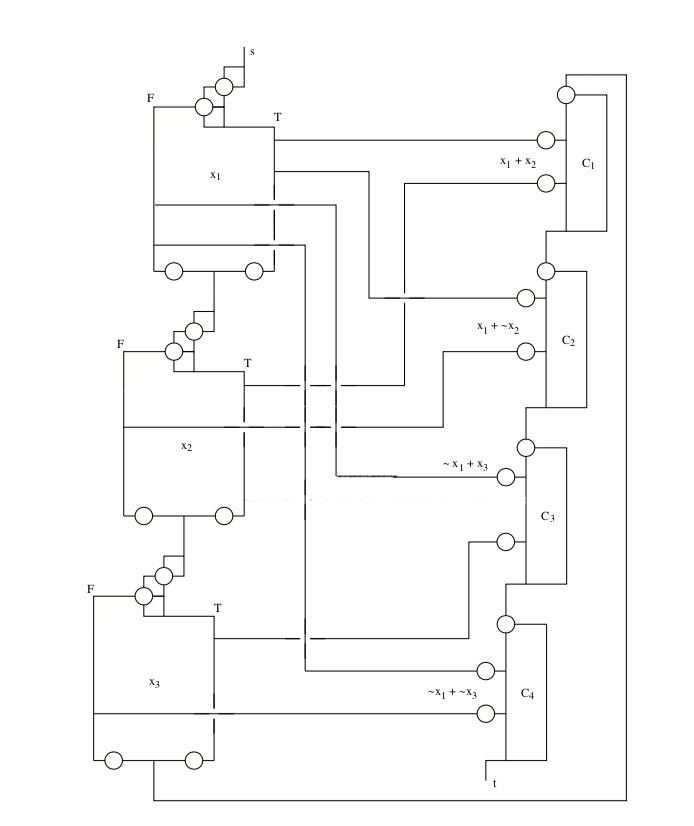 s
F
T
x1
x1 + x2
C1
x1 + ~x2
C2
F
T
x2
~ x1 + x3
C3
F
T
x3
~x1 + ~x3
C4
t